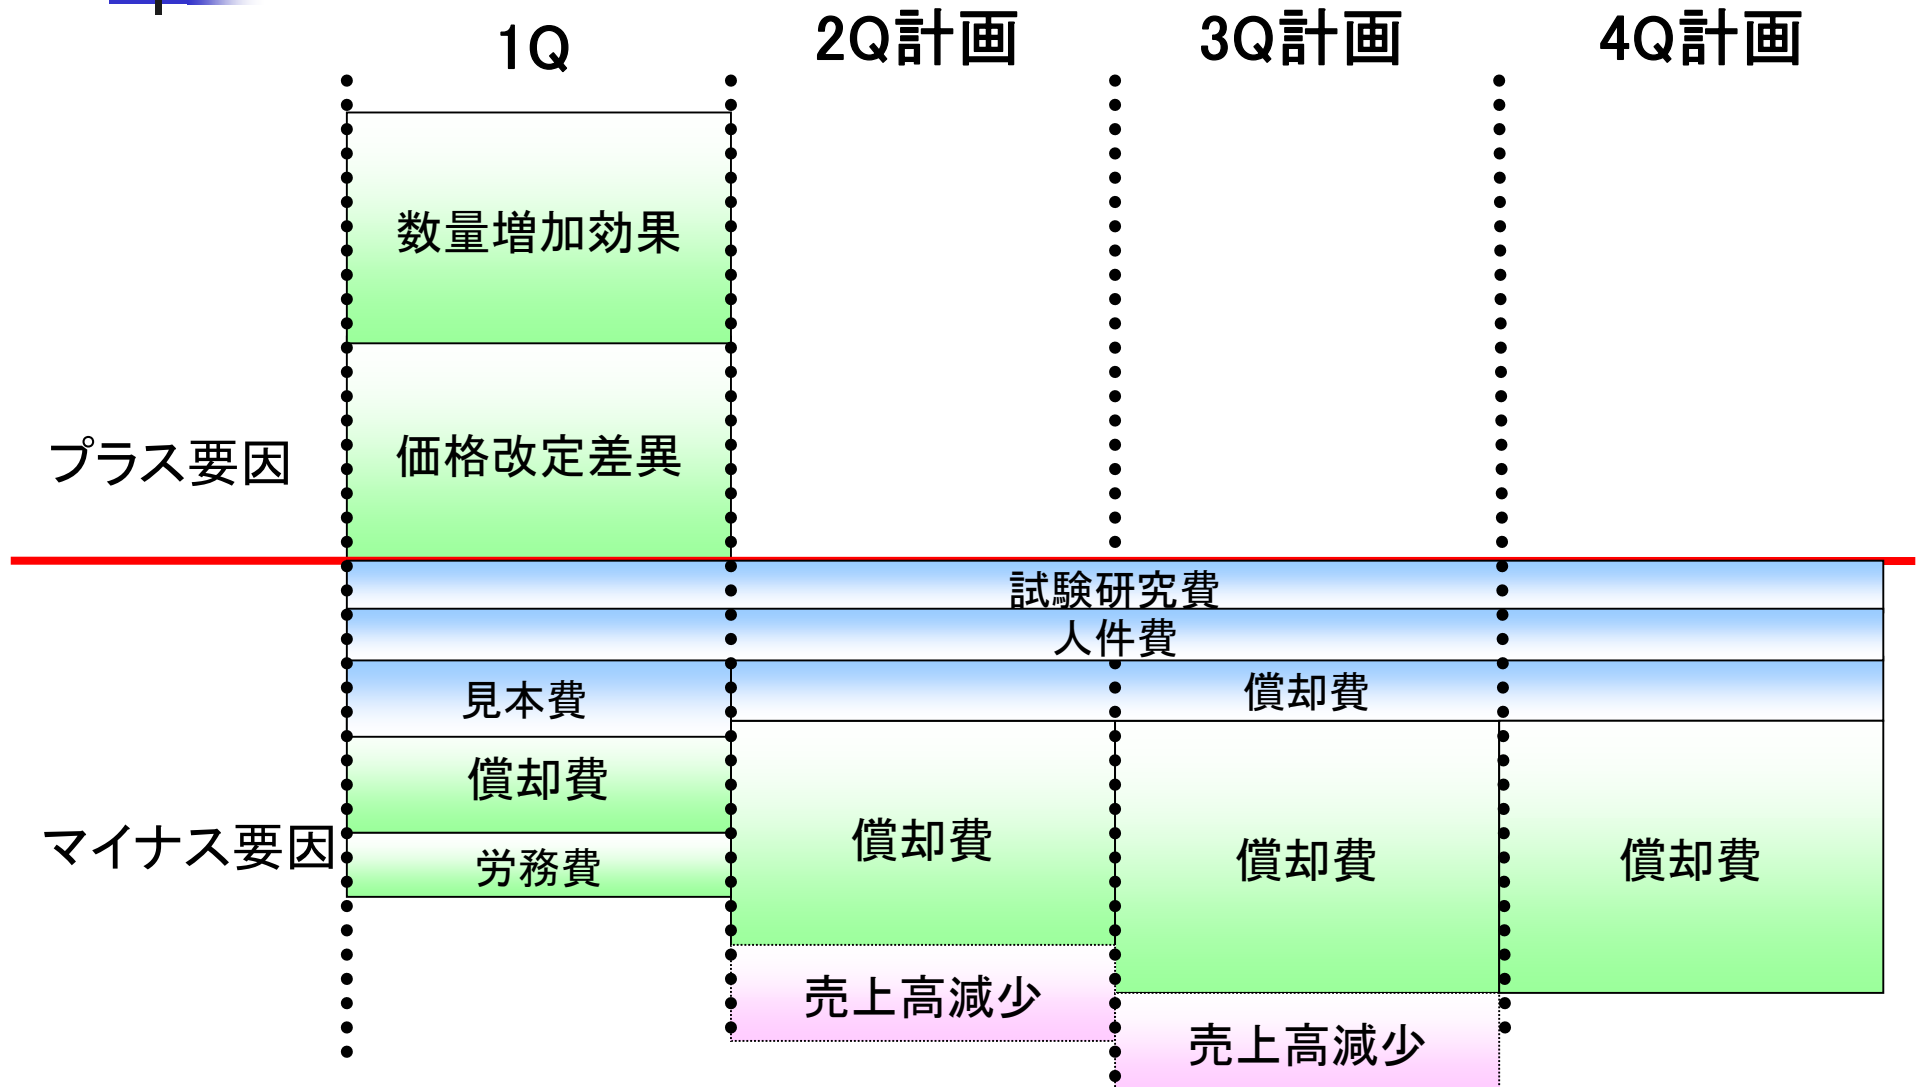 1Q
2Q計画
3Q計画
4Q計画
数量増加効果
プラス要因
価格改定差異
試験研究費
人件費
見本費
償却費
償却費
マイナス要因
労務費
償却費
償却費
償却費
売上高減少
売上高減少